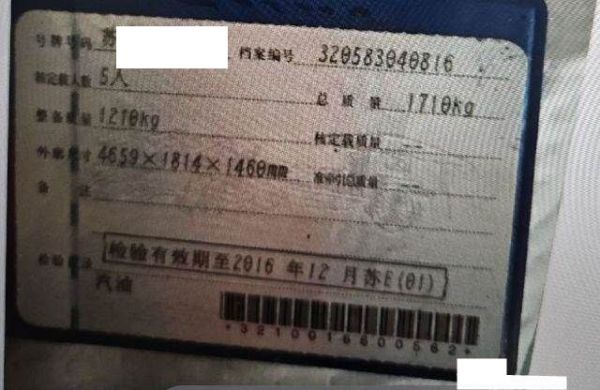 号牌号码 苏 档案编号 320583040816
核定载人数 5人 总质量 1710kg
整备质量 1210kg 核定载质量 --
外廓尺寸 4659×1814×1460 准牵引总质量 --
备注
检验有效期至2016 年12 月苏E(01)
检验记录
汽油
*3210016600562*